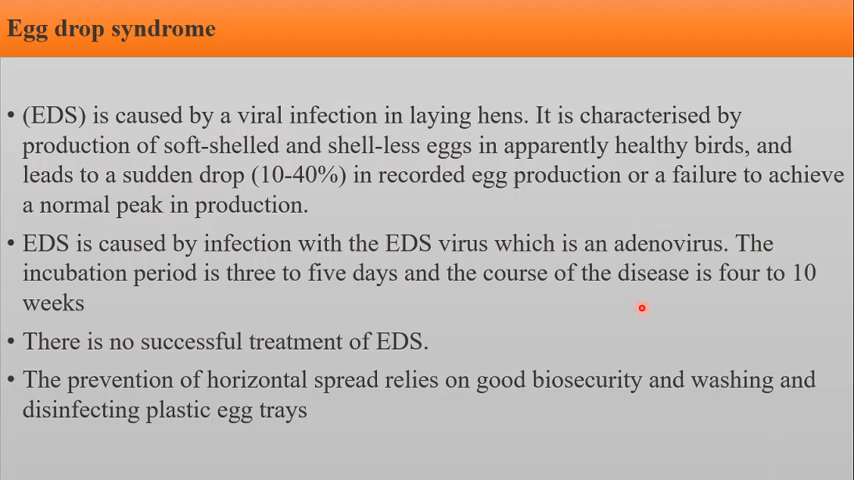 Egg drop syndrome
• (EDS) is caused by a viral infection in laying hens. It is characterised by
production of soft-shelled and shell-less eggs in apparently healthy birds, and
leads to a sudden drop (10-40%) in recorded egg production or a failure to achieve
a normal peak in production.
• EDS is caused by infection with the EDS virus which is an adenovirus. The
incubation period is three to five days and the course of the disease is four to 10
weeks
• There is no successful treatment of EDS.
• The prevention of horizontal spread relies on good biosecurity and washing and
disinfecting plastic egg trays